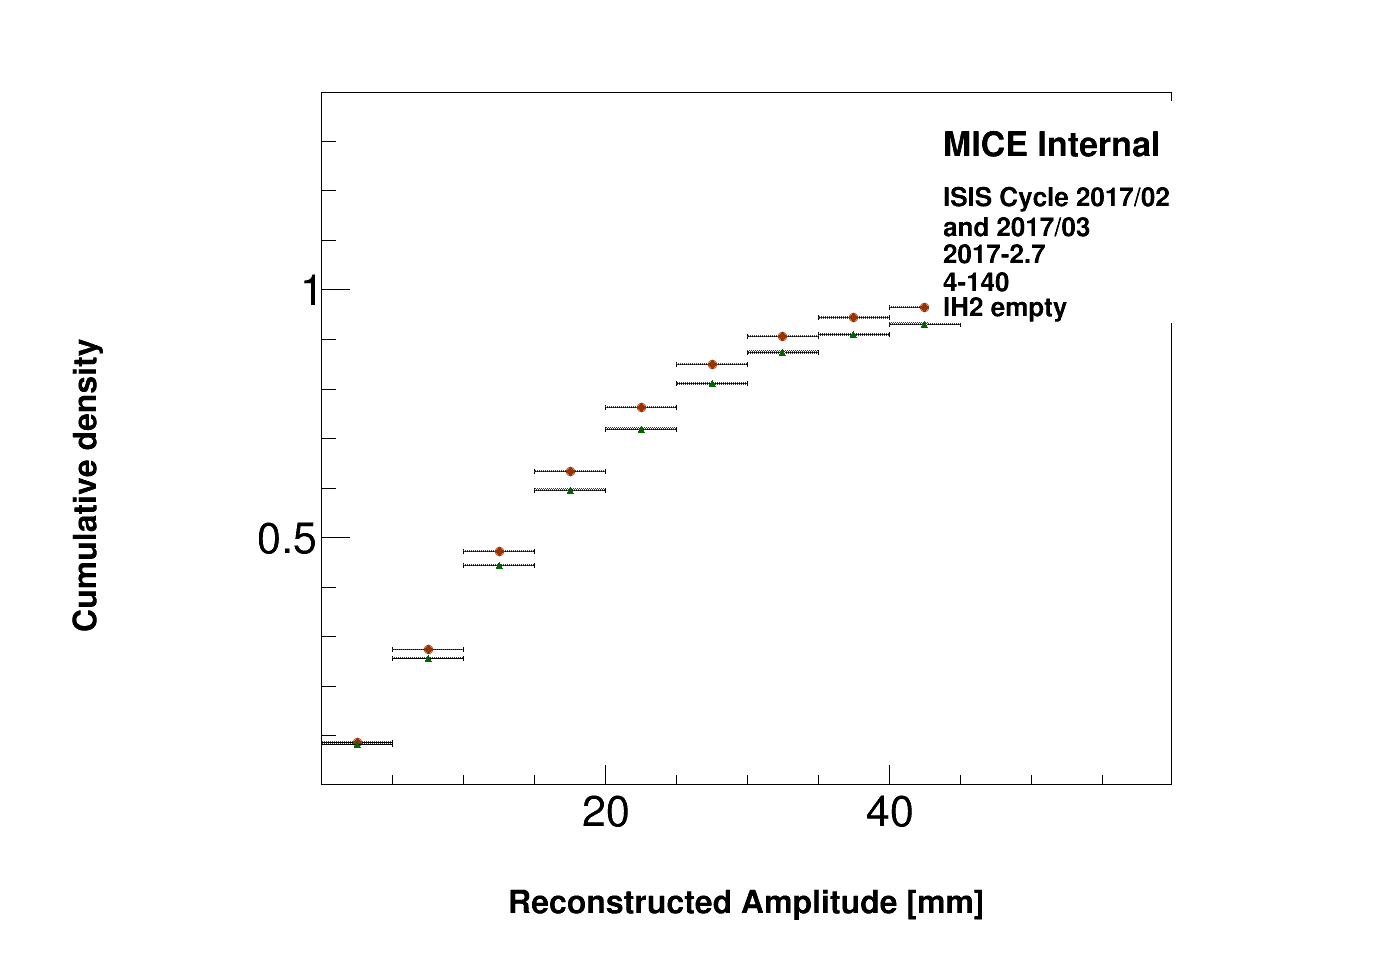 MICE Internal
ISIS Cycle 2017/02
and 2017/03
2017-2.7
4-140
lH2 empty
1
0.5
Cumulative density
20 40
Reconstructed Amplitude [mm]